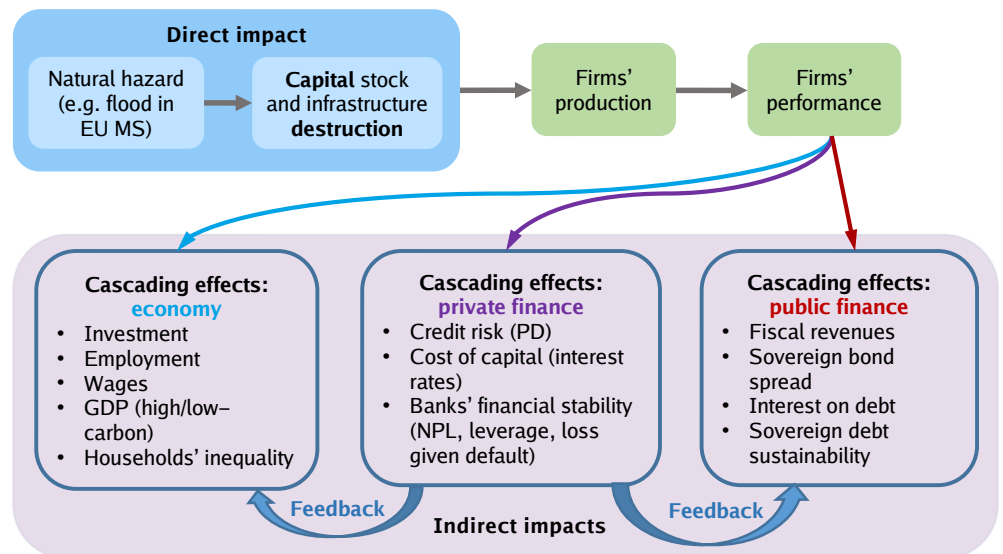 Direct impact
Natural hazard
(e.g. flood in
EU MS)
Capital stock
and infrastructure
destruction
Firms'
production
Firms'
performance
Cascading effects:
economy
• Investment
• Employment
• Wages
• GDP (high/low–
carbon)
• Households' inequality
Cascading effects:
private finance
• Credit risk (PD)
• Cost of capital (interest
rates)
• Banks' financial stability
(NPL, leverage, loss
given default)
Cascading effects:
public finance
• Fiscal revenues
• Sovereign bond
spread
• Interest on debt
• Sovereign debt
sustainability
Feedback
Feedback
Indirect impacts